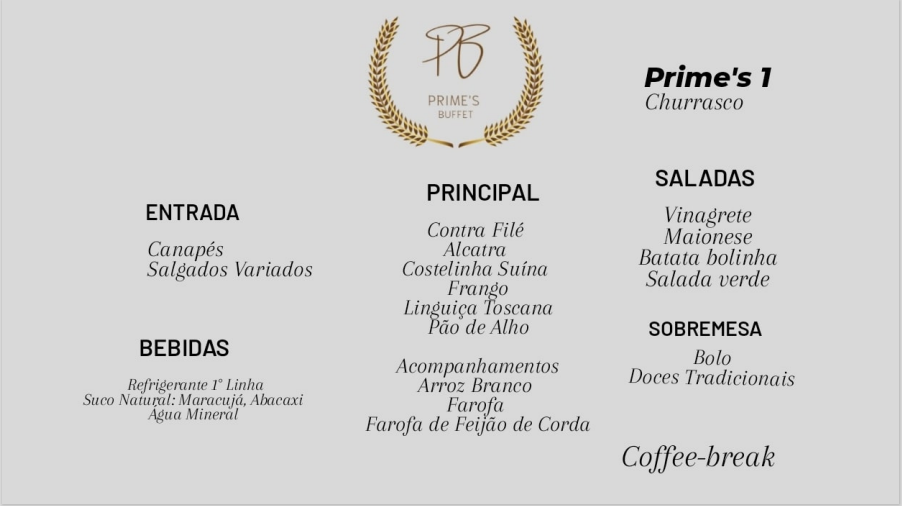 PB
PRIME'S
BUFFET
Prime's 1
Churrasco
ENTRADA
Canapés
Salgados Variados
BEBIDAS
Refrigerante 1° Linha
Suco Natural: Maracujá, Abacaxi
Água Mineral
PRINCIPAL
Contra Filé
Alcatra
Costelinha Suína
Frango
Linguiça Toscana
Pão de Alho
Acompanhamentos
Arroz Branco
Farofa
Farofa de Feijão de Corda
SALADAS
Vinagrete
Maionese
Batata bolinha
Salada verde
SOBREMESA
Bolo
Doces Tradicionais
Coffee-break